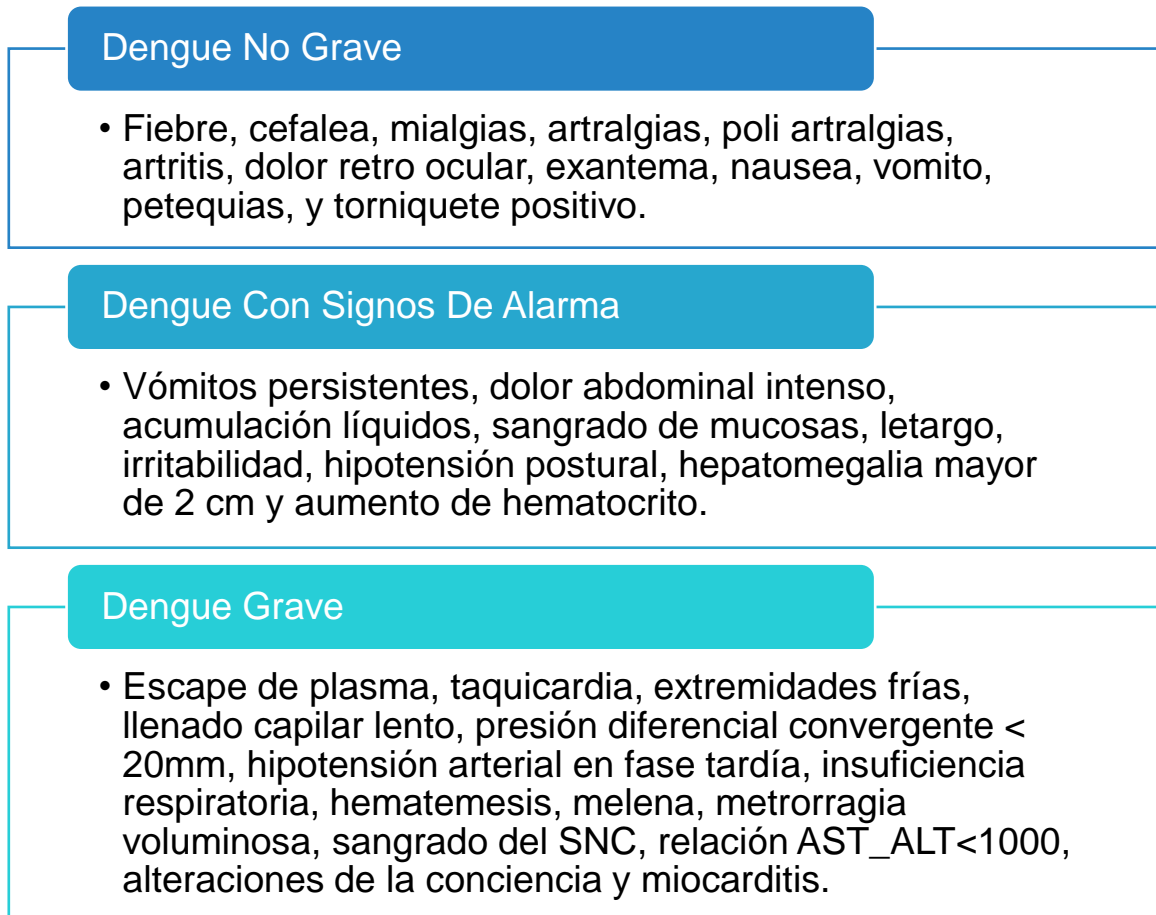 Dengue No Grave
• Fiebre, cefalea, mialgias, artralgias, poli artralgias,
artritis, dolor retro ocular, exantema, nausea, vomito,
petequias, y torniquete positivo.
Dengue Con Signos De Alarma
• Vómitos persistentes, dolor abdominal intenso,
acumulación líquidos, sangrado de mucosas, letargo,
irritabilidad, hipotensión postural, hepatomegalia mayor
de 2 cm y aumento de hematocrito.
Dengue Grave
• Escape de plasma, taquicardia, extremidades frías,
llenado capilar lento, presión diferencial convergente <
20mm, hipotensión arterial en fase tardía, insuficiencia
respiratoria, hematemesis, melena, metrorragia
voluminosa, sangrado del SNC, relación AST_ALT<1000,
alteraciones de la conciencia y miocarditis.